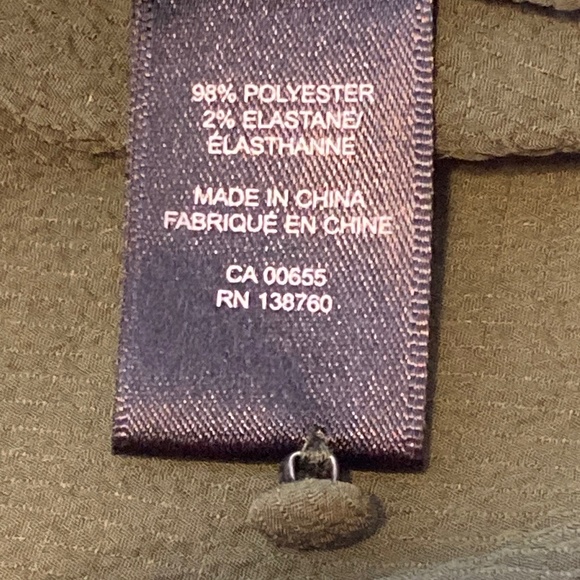 98% POLYESTER
2% ELASTANE/
ÉLASTHANNE
MADE IN CHINA
FABRIQUÉ EN CHINE
CA 00655
RN 138760